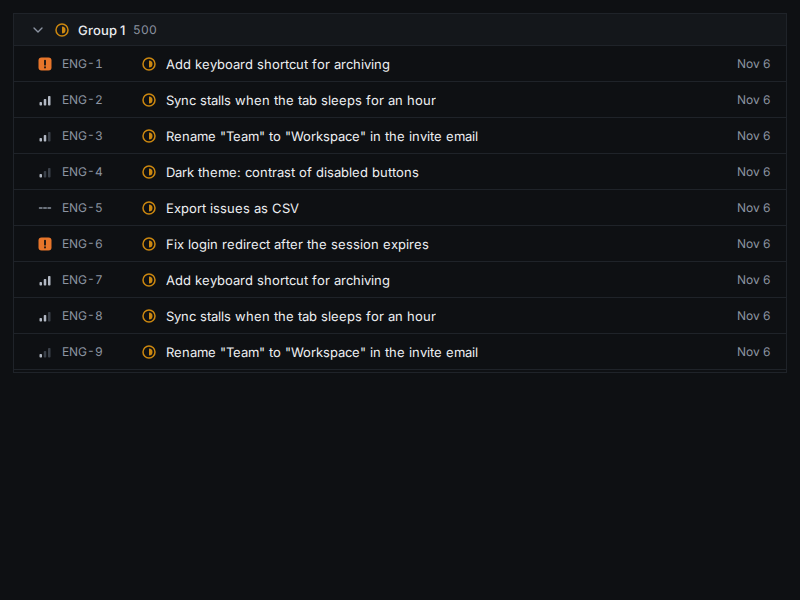 Group 1 500
ENG-1 Add keyboard shortcut for archiving Nov 6
ENG-2 Sync stalls when the tab sleeps for an hour Nov 6
ENG-3 Rename "Team" to "Workspace" in the invite email Nov 6
ENG-4 Dark theme: contrast of disabled buttons Nov 6
ENG-5 Export issues as CSV Nov 6
ENG-6 Fix login redirect after the session expires Nov 6
ENG-7 Add keyboard shortcut for archiving Nov 6
ENG-8 Sync stalls when the tab sleeps for an hour Nov 6
ENG-9 Rename "Team" to "Workspace" in the invite email Nov 6